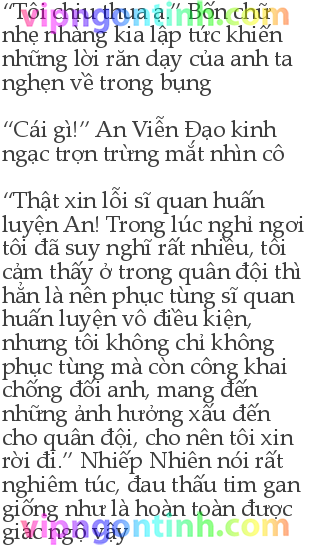 “Tôi chịu thua ạ.” Bốn chữ
nhẹ nhàng kia lập tức khiến
những lời răn dạy của anh ta
nghẹn về trong bụng
“Cái gì!” An Viễn Đạo kinh
ngạc trợn trừng mắt nhìn cô
“Thật xin lỗi sĩ quan huấn
luyện An! Trong lúc nghỉ ngơi
tôi đã suy nghĩ rất nhiều, tôi
cảm thấy ở trong quân đội thì
hẳn là nên phục tùng sĩ quan
huấn luyện vô điều kiện,
nhưng tôi không chỉ không
phục tùng mà còn công khai
chống đối anh, mang đến
những ảnh hưởng xấu đến
cho quân đội, cho nên tôi xin
rời đi.” Nhiếp Nhiên nói rất
nghiêm túc, đau thấu tim gan
giống như là hoàn toàn được
giác ngộ vậy
vipngontinh.com
vipngontinh.com